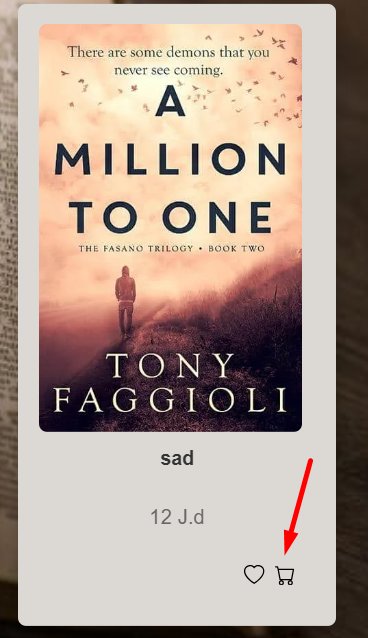 There are some demons that you
never see coming.
A
MILLION
TO ONE
THE FASANO TRILOGY • BOOK TWO
TONY
FAGGIOLI
sad
12 J.d